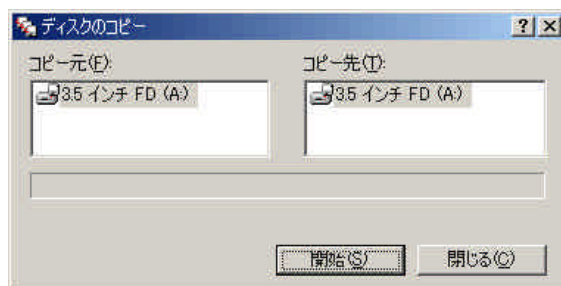 ディスクのコピー
コピー元(F):
コピー先(T):
3.5 インチ FD (A:)
3.5 インチ FD (A:)
開始(S)
閉じる(C)